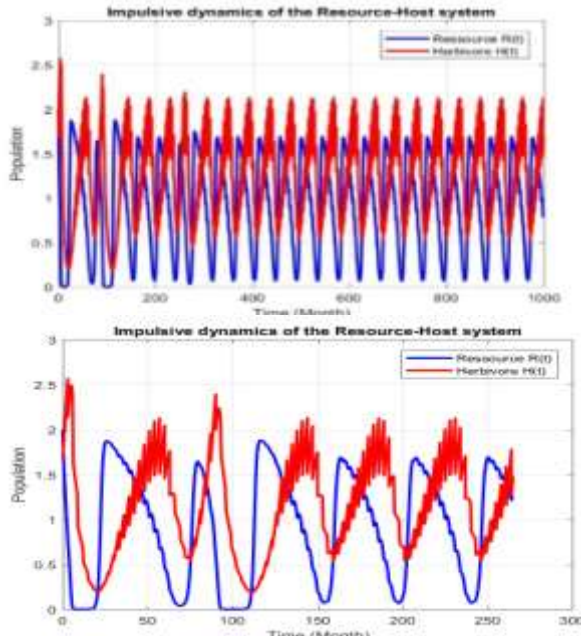 Impulsive dynamics of the Resource-Host system
3
Ressource R(t)
Herbivore H(t)
2.5
2
1.5
Population
1
0.5
0
0 200 400 600 800 1000
Time (Month)
Impulsive dynamics of the Resource-Host system
3
Ressource R(t)
Herbivore H(t)
2.5
2
1.5
Population
1
0.5
0
0 50 100 150 200 250 300
Time (Month)